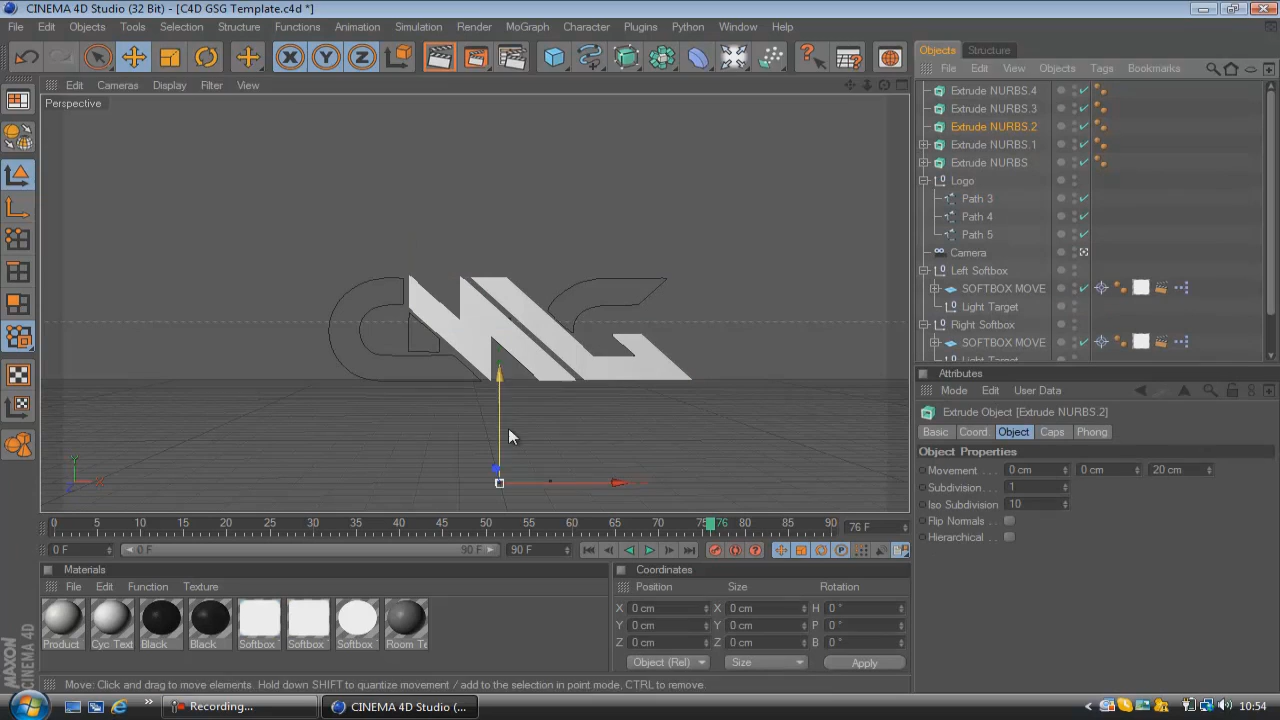 CINEMA 4D Studio (32 Bit) - [C4D GSG Template.c4d *]
File Edit Objects Tools Selection Structure Functions Animation Simulation Render MoGraph Character Plugins Python Window Help
X Y Z
Edit Cameras Display Filter View
Perspective
Objects Structure
File Edit View Objects Tags Bookmarks
Extrude NURBS.4
Extrude NURBS.3
Extrude NURBS.2
Extrude NURBS.1
Extrude NURBS
Logo
Path 3
Path 4
Path 5
Camera
Left Softbox
SOFTBOX MOVE
Light Target
Right Softbox
SOFTBOX MOVE
Attributes
Mode Edit User Data
Extrude Object [Extrude NURBS.2]
Basic Coord. Object Caps Phong
Object Properties
Movement . . . 0 cm 0 cm 20 cm
Subdivision . . 1
Iso Subdivision 10
Flip Normals
Hierarchical
0 5 10 15 20 25 30 35 40 45 50 55 60 65 70 75 76 80 85 90 76 F
0 F 0 F 90 F 90 F
Materials
File Edit Function Texture
Product Cyc Text Black Black Softbox Softbox Softbox Room Te
Coordinates
Position Size Rotation
X 0 cm X 0 cm H 0 °
Y 0 cm Y 0 cm P 0 °
Z 0 cm Z 0 cm B 0 °
Object (Rel) Size Apply
MAXON CINEMA 4D
Move: Click and drag to move elements. Hold down SHIFT to quantize movement / add to the selection in point mode, CTRL to remove.
Recording... CINEMA 4D Studio (... 10:54